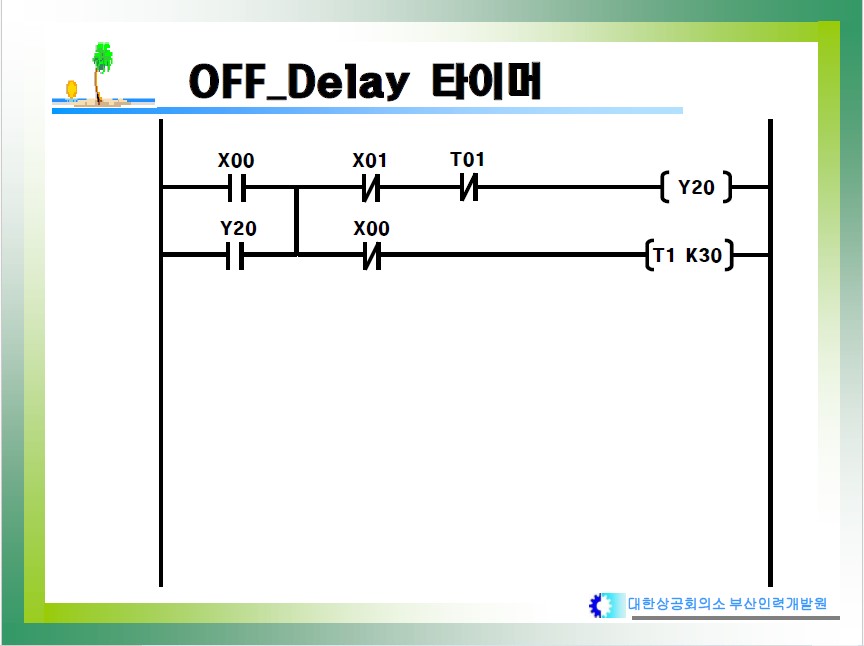 OFF_Delay 타이머
X00 X01 T01
Y20
Y20 X00
T1 K30
대한상공회의소 부산인력개발원